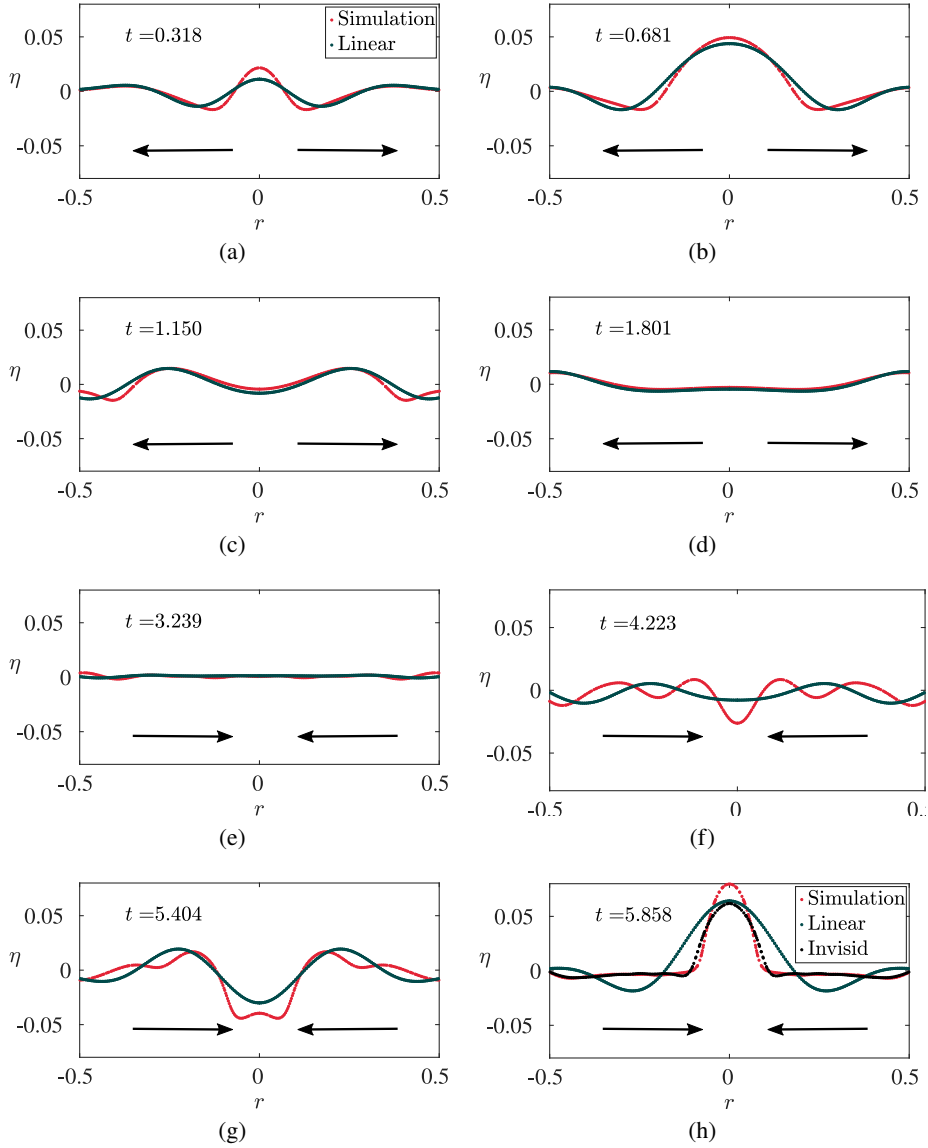 0.05
t =0.318
Simulation
Linear
η
0
-0.05
-0.5
0
0.5
r
(a)
0.05
t =0.681
η
0
-0.05
-0.5
0
0.5
r
(b)
0.05
t =1.150
η
0
-0.05
-0.5
0
0.5
r
(c)
0.05
t =1.801
η
0
-0.05
-0.5
0
0.5
r
(d)
0.05
t =3.239
η
0
-0.05
-0.5
0
0.5
r
(e)
0.05
t =4.223
η
0
-0.05
-0.5
0
r
(f)
0.05
t =5.404
η
0
-0.05
-0.5
0
0.5
r
(g)
0.05
t =5.858
Simulation
Linear
Invisid
η
0
-0.05
-0.5
0
0.5
r
(h)